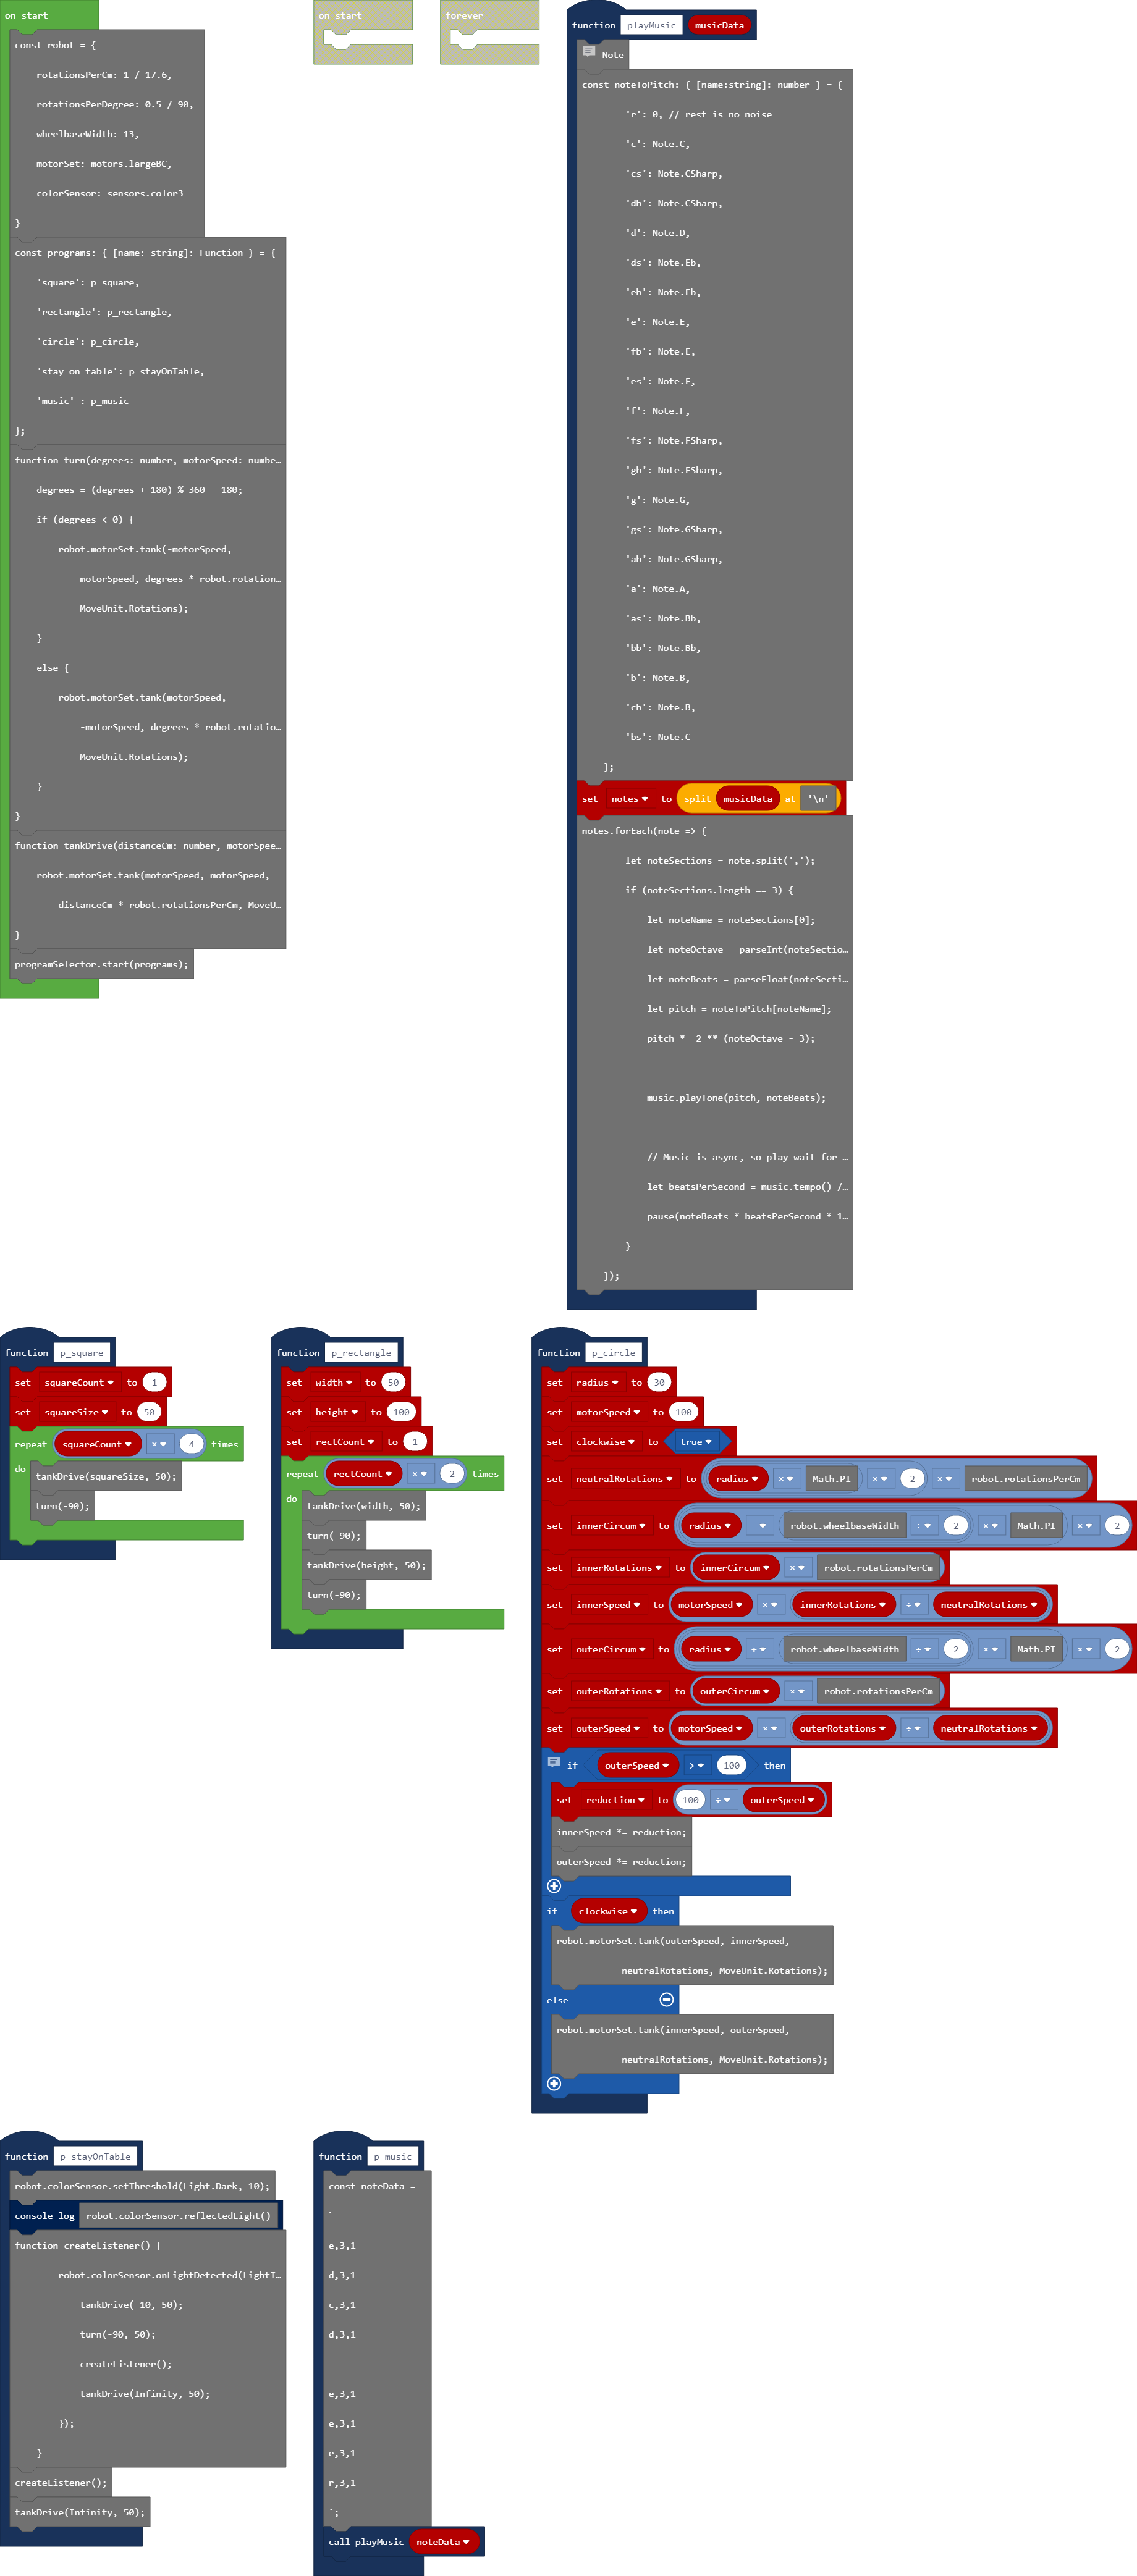 on start
const robot = {
rotationsPerCm: 1 / 17.6,
rotationsPerDegree: 0.5 / 90,
wheelbaseWidth: 13,
motorSet: motors.largeBC,
colorSensor: sensors.color3
}
const programs: { [name: string]: Function } = {
'square': p_square,
'rectangle': p_rectangle,
'circle': p_circle,
'stay on table': p_stayOnTable,
'music' : p_music
};
function turn(degrees: number, motorSpeed: numbe…
degrees = (degrees + 180) % 360 - 180;
if (degrees < 0) {
robot.motorSet.tank(-motorSpeed,
motorSpeed, degrees * robot.rotation…
MoveUnit.Rotations);
}
else {
robot.motorSet.tank(motorSpeed,
-motorSpeed, degrees * robot.rotatio…
MoveUnit.Rotations);
}
}
function tankDrive(distanceCm: number, motorSpee…
robot.motorSet.tank(motorSpeed, motorSpeed,
distanceCm * robot.rotationsPerCm, MoveU…
}
programSelector.start(programs);
on start
forever
function playMusic musicData
Note
const noteToPitch: { [name:string]: number } = {
'r': 0, // rest is no noise
'c': Note.C,
'cs': Note.CSharp,
'db': Note.CSharp,
'd': Note.D,
'ds': Note.Eb,
'eb': Note.Eb,
'e': Note.E,
'fb': Note.E,
'es': Note.F,
'f': Note.F,
'fs': Note.FSharp,
'gb': Note.FSharp,
'g': Note.G,
'gs': Note.GSharp,
'ab': Note.GSharp,
'a': Note.A,
'as': Note.Bb,
'bb': Note.Bb,
'b': Note.B,
'cb': Note.B,
'bs': Note.C
};
set notes to split musicData at '\n'
notes.forEach(note => {
let noteSections = note.split(',');
if (noteSections.length == 3) {
let noteName = noteSections[0];
let noteOctave = parseInt(noteSectio…
let noteBeats = parseFloat(noteSecti…
let pitch = noteToPitch[noteName];
pitch *= 2 ** (noteOctave - 3);
music.playTone(pitch, noteBeats);
// Music is async, so play wait for …
let beatsPerSecond = music.tempo() /…
pause(noteBeats * beatsPerSecond * 1…
}
});
function p_square
set squareCount to 1
set squareSize to 50
repeat squareCount × 4 times
do
tankDrive(squareSize, 50);
turn(-90);
function p_rectangle
set width to 50
set height to 100
set rectCount to 1
repeat rectCount × 2 times
do
tankDrive(width, 50);
turn(-90);
tankDrive(height, 50);
turn(-90);
function p_circle
set radius to 30
set motorSpeed to 100
set clockwise to true
set neutralRotations to radius × Math.PI × 2 × robot.rotationsPerCm
set innerCircum to radius - robot.wheelbaseWidth ÷ 2 × Math.PI × 2
set innerRotations to innerCircum × robot.rotationsPerCm
set innerSpeed to motorSpeed × innerRotations ÷ neutralRotations
set outerCircum to radius + robot.wheelbaseWidth ÷ 2 × Math.PI × 2
set outerRotations to outerCircum × robot.rotationsPerCm
set outerSpeed to motorSpeed × outerRotations ÷ neutralRotations
if outerSpeed > 100 then
set reduction to 100 ÷ outerSpeed
innerSpeed *= reduction;
outerSpeed *= reduction;
if clockwise then
robot.motorSet.tank(outerSpeed, innerSpeed,
neutralRotations, MoveUnit.Rotations);
else
robot.motorSet.tank(innerSpeed, outerSpeed,
neutralRotations, MoveUnit.Rotations);
function p_stayOnTable
robot.colorSensor.setThreshold(Light.Dark, 10);
console log robot.colorSensor.reflectedLight()
function createListener() {
robot.colorSensor.onLightDetected(LightI…
tankDrive(-10, 50);
turn(-90, 50);
createListener();
tankDrive(Infinity, 50);
});
}
createListener();
tankDrive(Infinity, 50);
function p_music
const noteData =
`
e,3,1
d,3,1
c,3,1
d,3,1
e,3,1
e,3,1
e,3,1
r,3,1
`;
call playMusic noteData